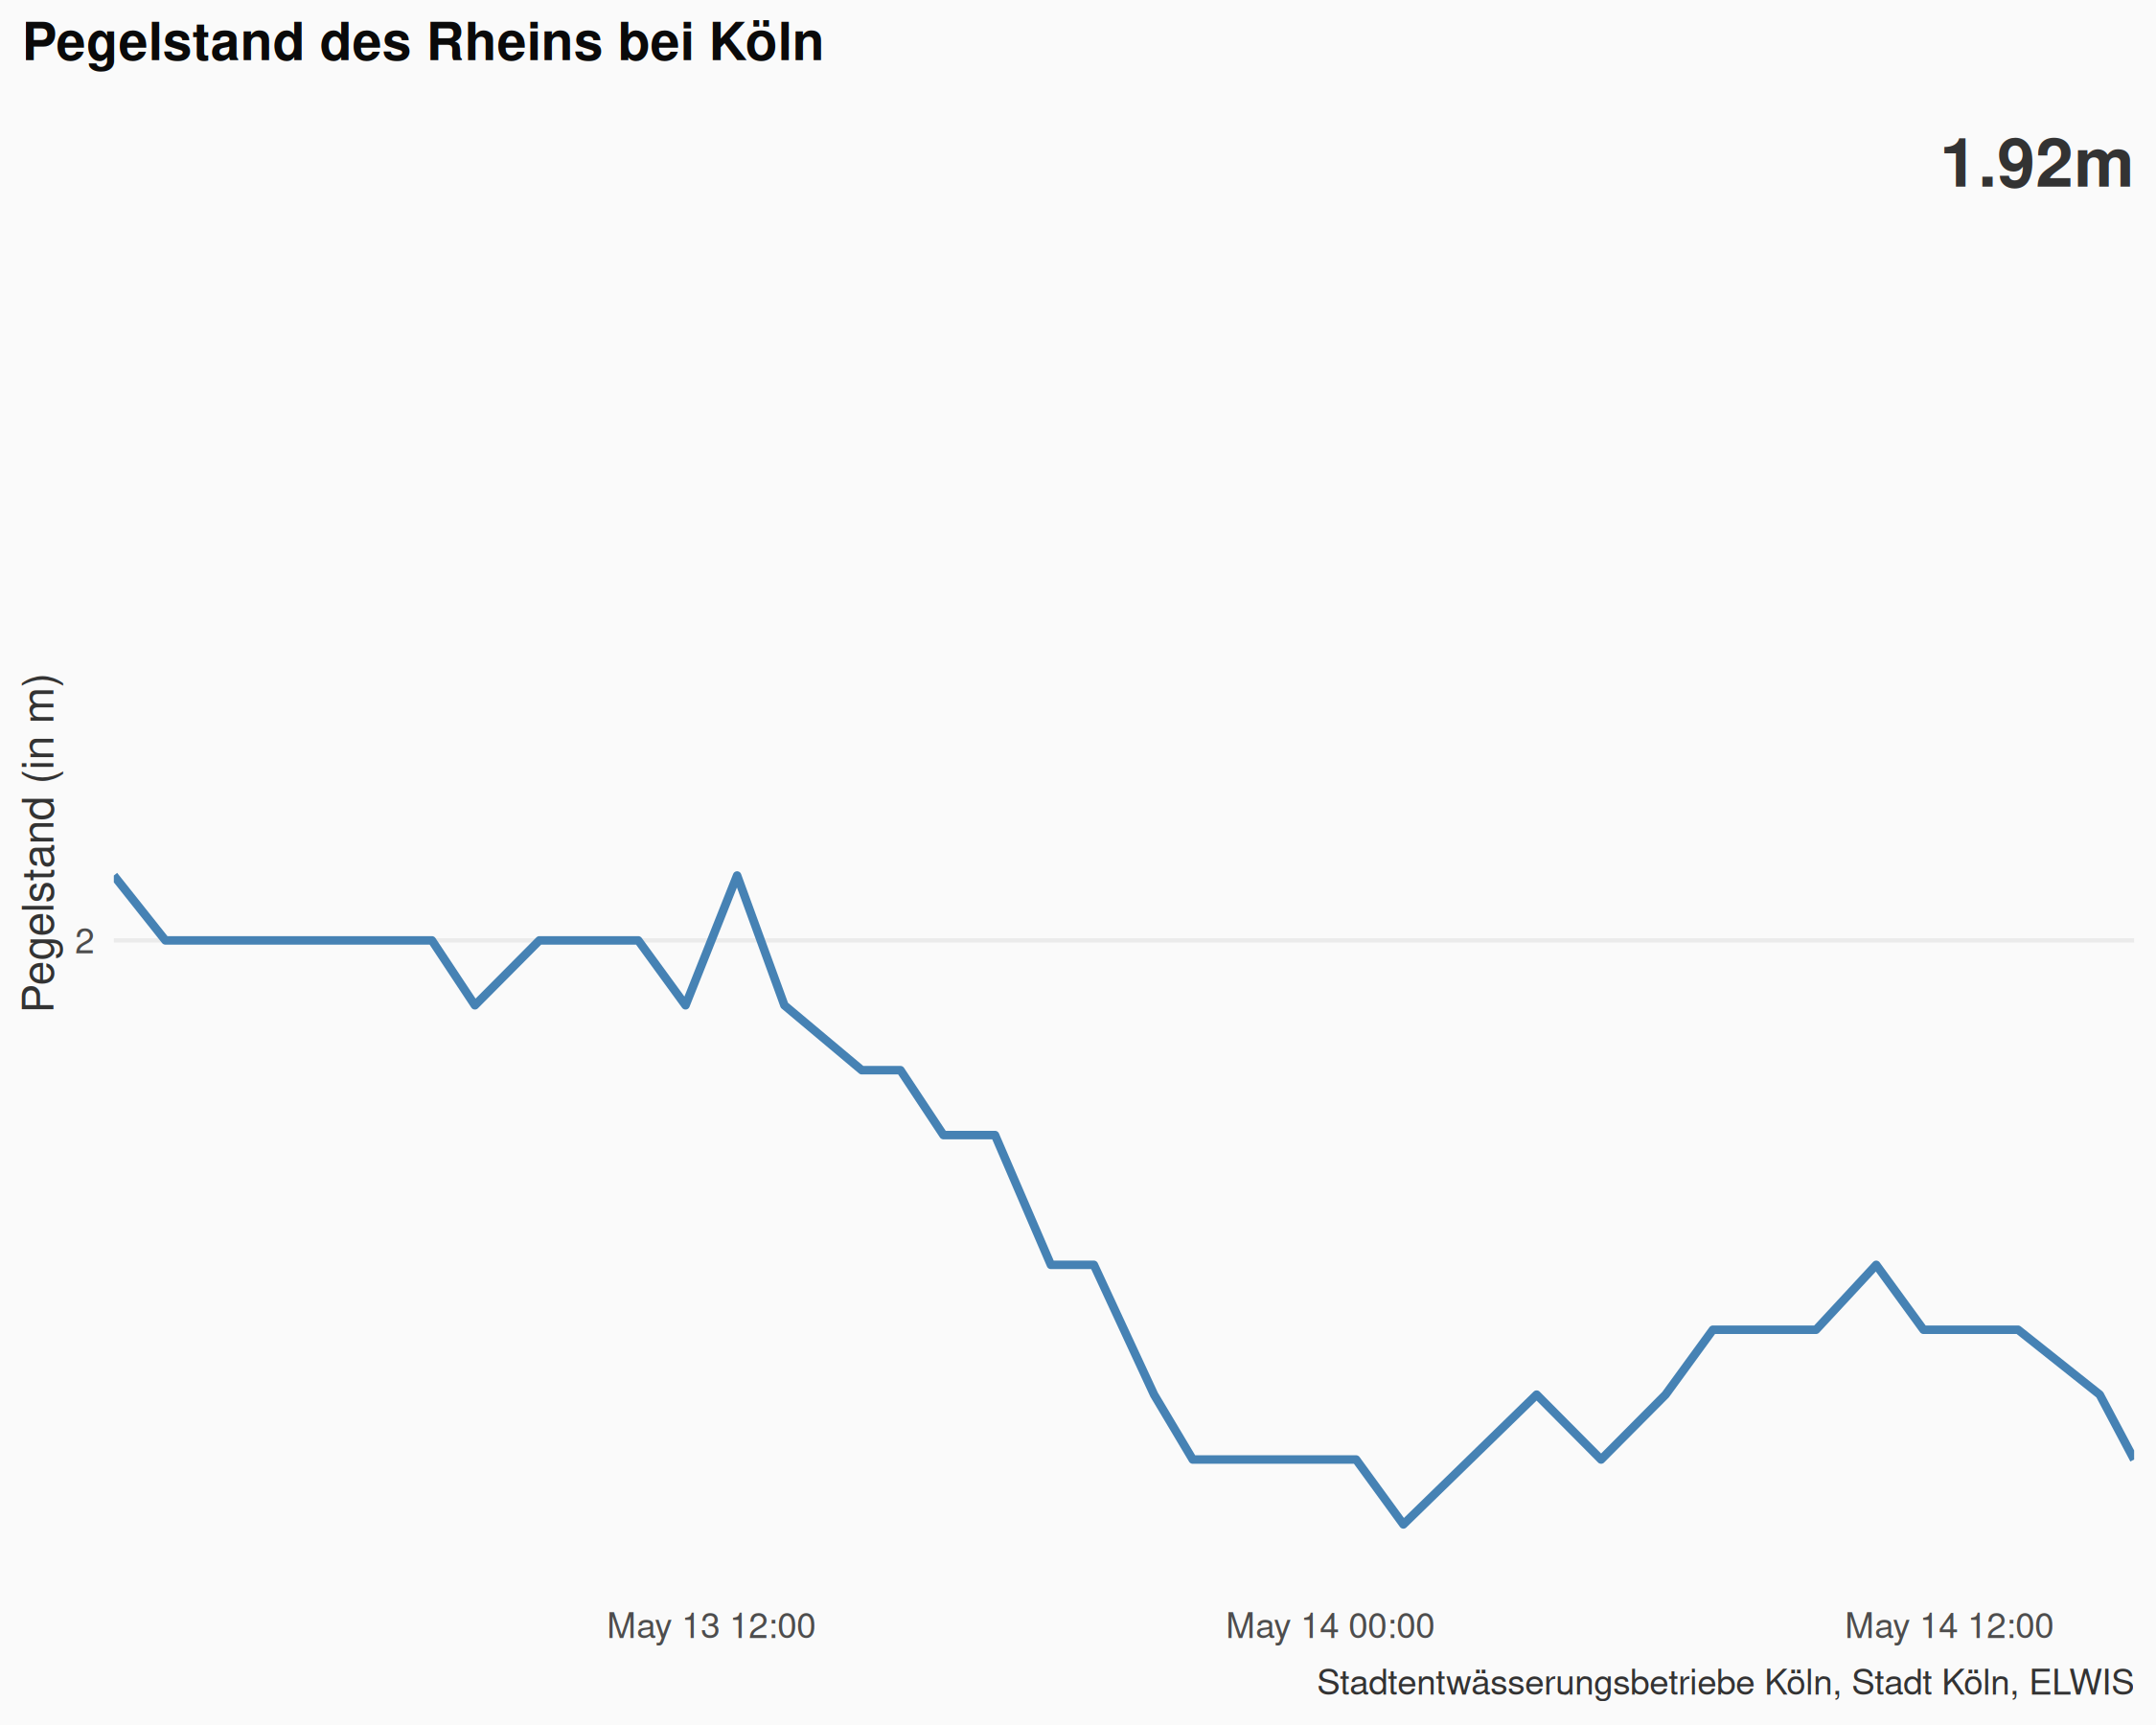 Pegelstand des Rheins bei Köln
1.92m
Pegelstand (in m)
2
May 13 12:00
May 14 00:00
May 14 12:00
Stadtentwässerungsbetriebe Köln, Stadt Köln, ELWIS